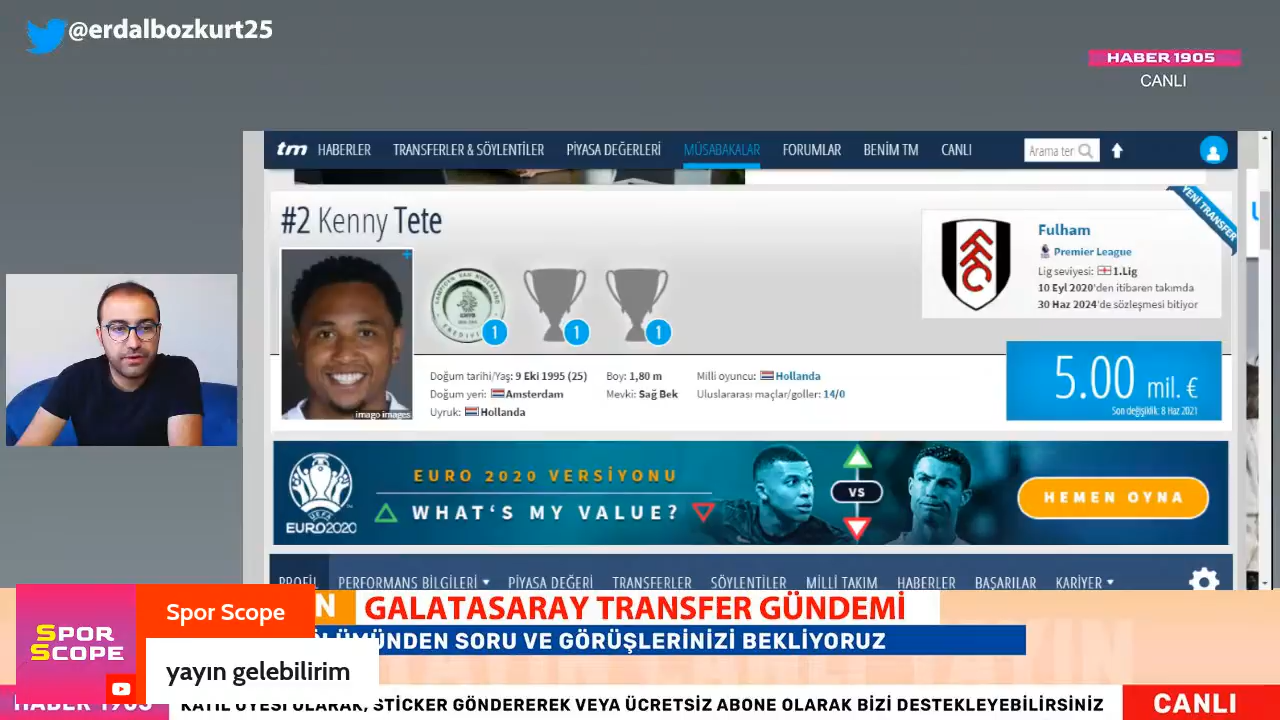 @erdalbozkurt25
HABER 1905
CANLI
tm HABERLER TRANSFERLER & SÖYLENTİLER PİYASA DEĞERLERİ MÜSABAKALAR FORUMLAR BENİM TM CANLI Arama ter
#2 Kenny Tete
YENİ TRANSFER
Fulham
Premier League
Lig seviyesi: 1.Lig
10 Eyl 2020'den itibaren takımda
30 Haz 2024'de sözleşmesi bitiyor
1 1 1
imago images
Doğum tarihi/Yaş: 9 Eki 1995 (25) Boy: 1,80 m Milli oyuncu: Hollanda
Doğum yeri: Amsterdam Mevki: Sağ Bek Uluslararası maçlar/goller: 14/0
Uyruk: Hollanda
5.00 mil. €
Son değişiklik: 8 Haz 2021
UEFA
EURO2020
EURO 2020 VERSİYONU
WHAT'S MY VALUE?
VS
HEMEN OYNA
PROFİL PERFORMANS BİLGİLERİ PİYASA DEĞERİ TRANSFERLER SÖYLENTİLER MİLLİ TAKIM HABERLER BAŞARILAR KARİYER
GALATASARAY TRANSFER GÜNDEMİ
SORU VE GÖRÜŞLERİNİZİ BEKLİYORUZ
SPOR
SCOPE
Spor Scope
yayın gelebilirim
HABER 1905
KATIL ÜYESİ OLARAK, STİCKER GÖNDEREREK VEYA ÜCRETSİZ ABONE OLARAK BİZİ DESTEKLEYEBİLİRSİNİZ
CANLI